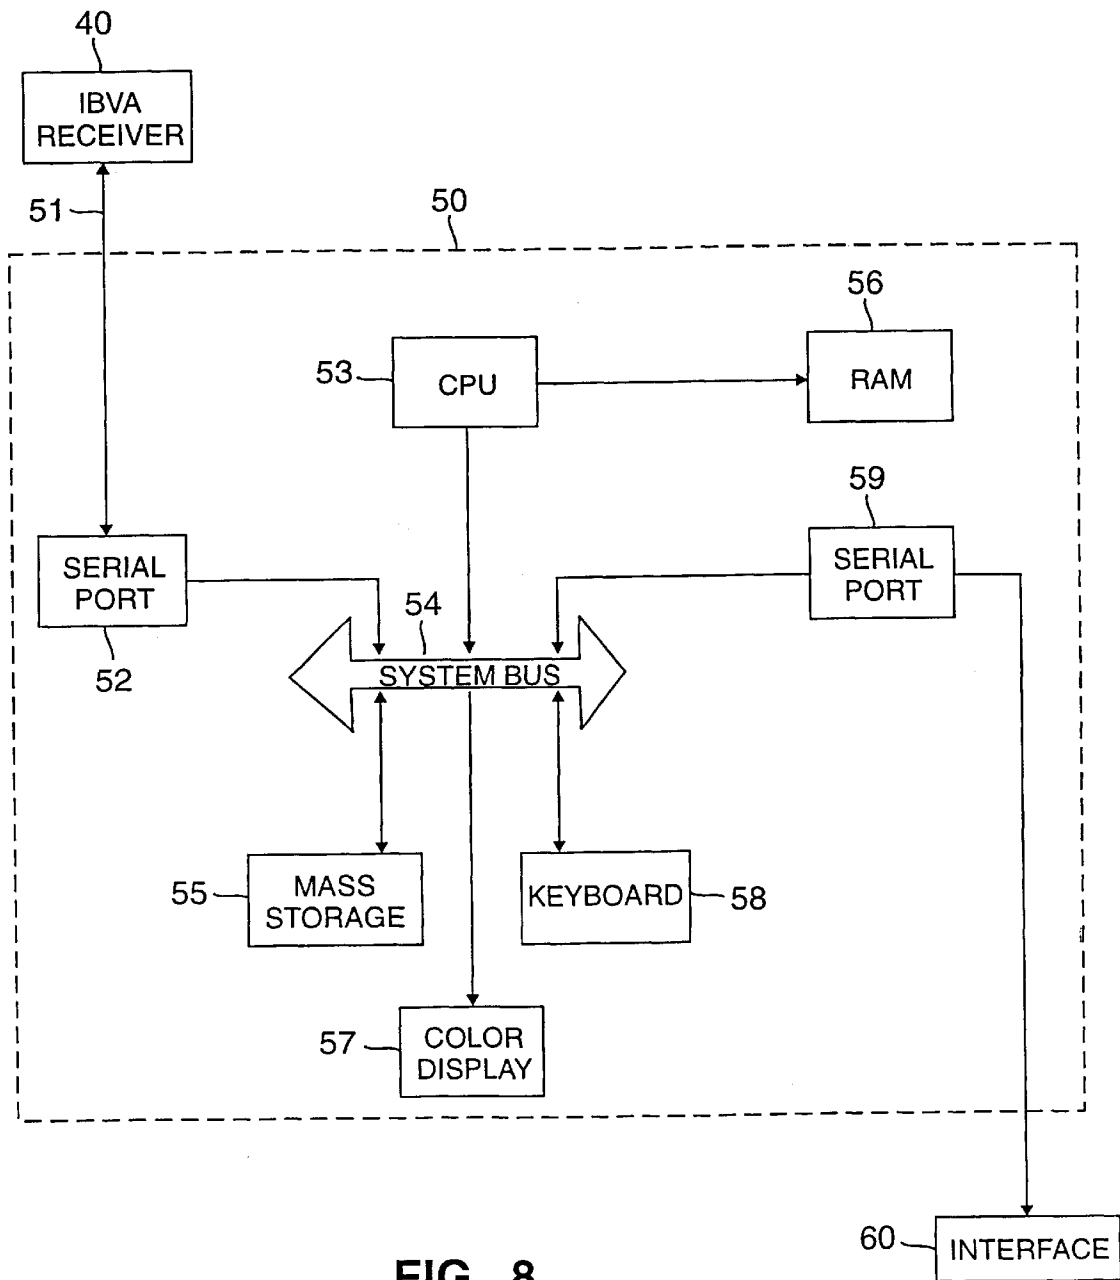 40
IBVA
RECEIVER
51
50
56
53
CPU
RAM
59
SERIAL
PORT
52
SERIAL
PORT
54
SYSTEM BUS
55
MASS
STORAGE
KEYBOARD
58
57
COLOR
DISPLAY
60
INTERFACE
FIG. 8